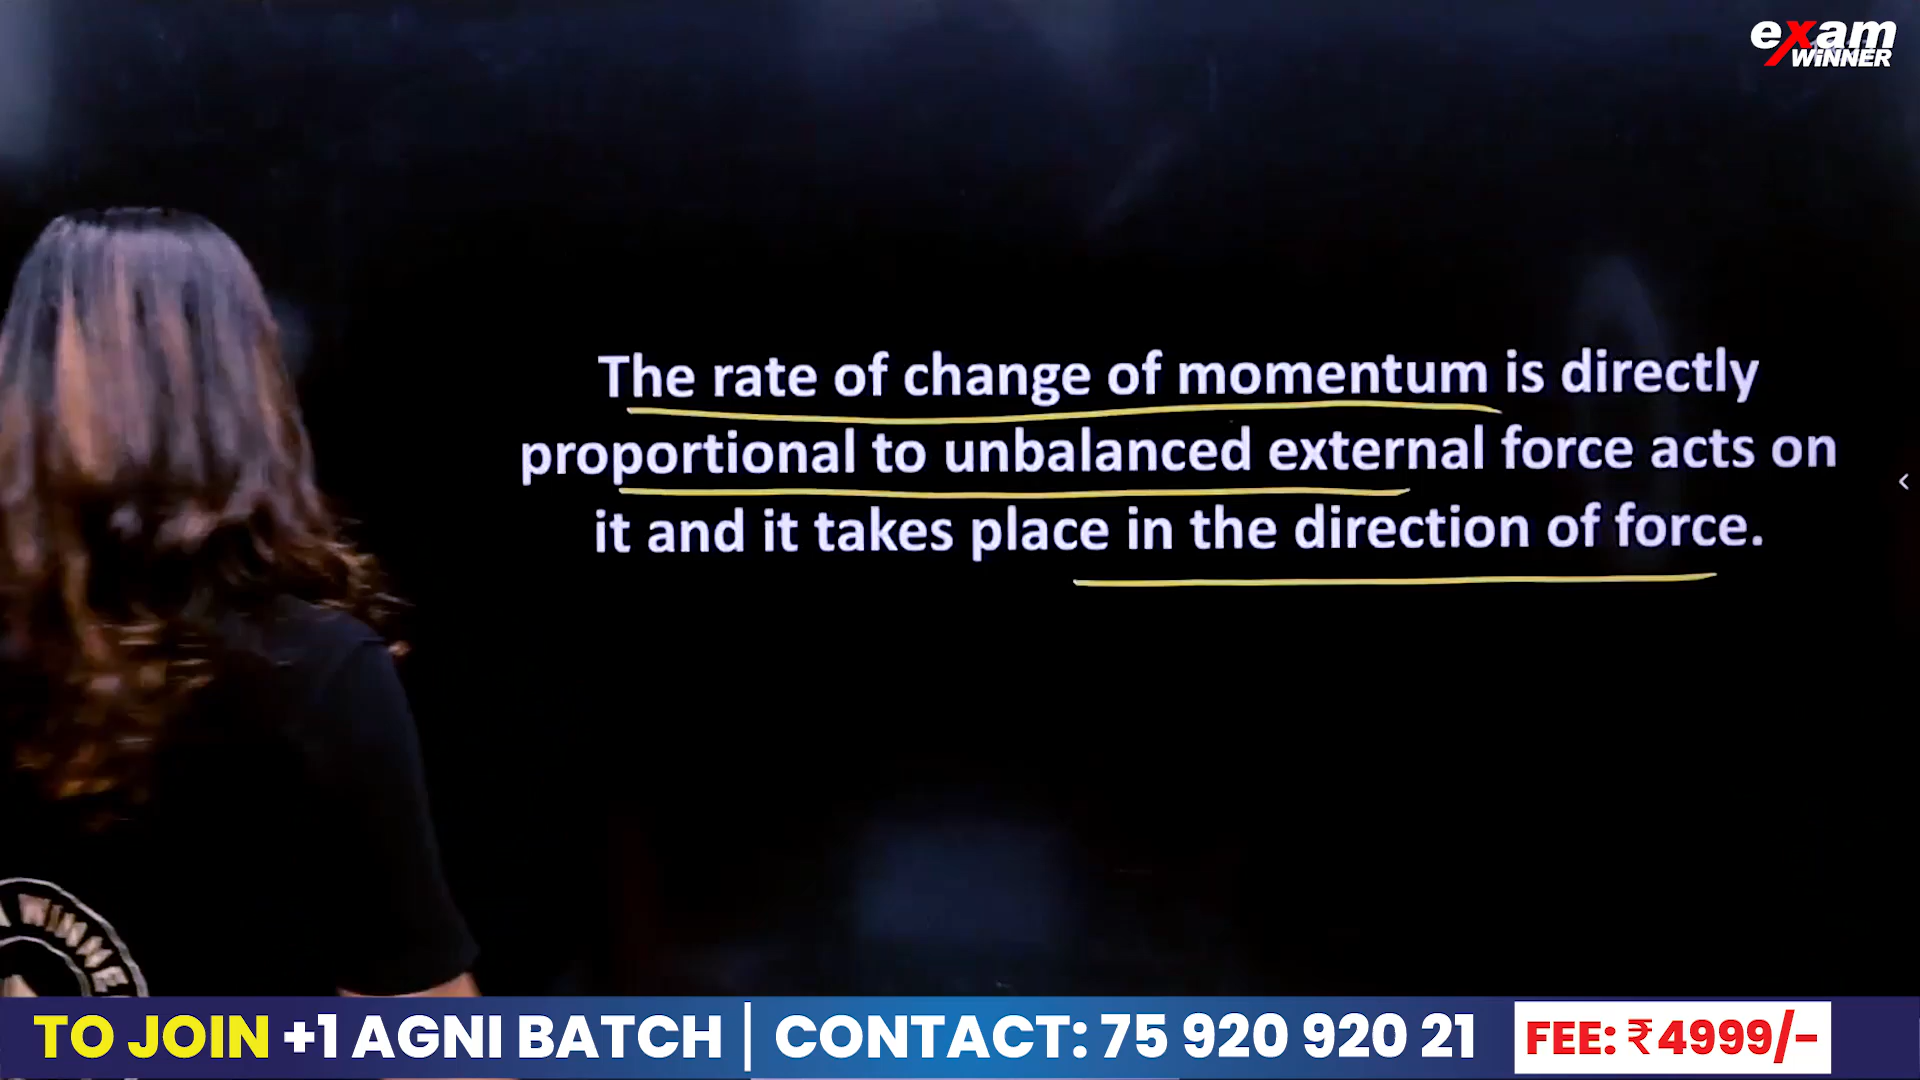 exam
WINNER
The rate of change of momentum is directly
proportional to unbalanced external force acts on
it and it takes place in the direction of force.
WINNE
TO JOIN +1 AGNI BATCH | CONTACT: 75 920 920 21
FEE: ₹4999/-